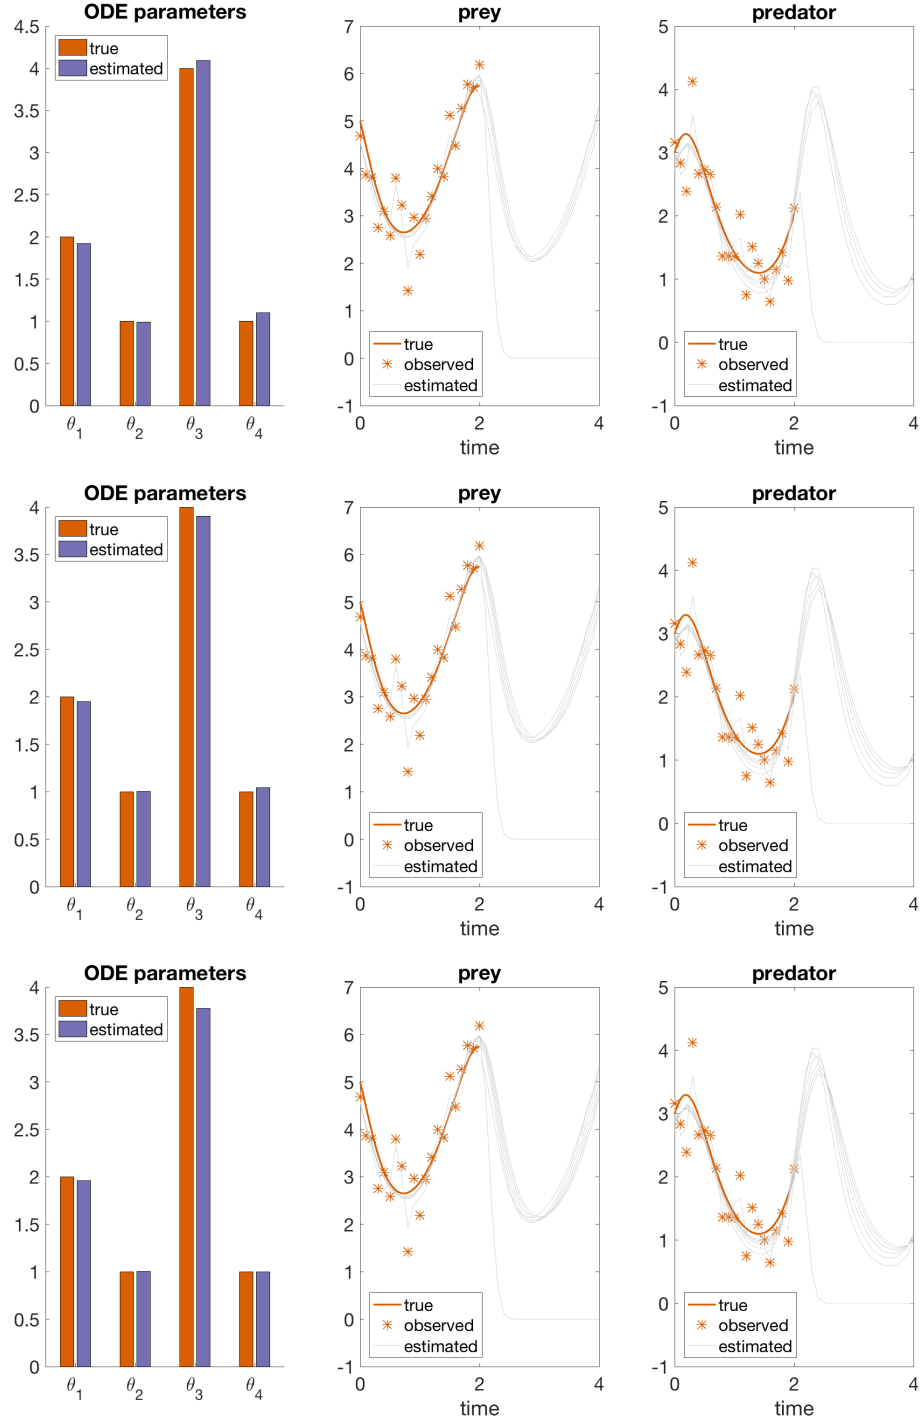 ODE parameters
4.5
4
3.5
3
2.5
2
1.5
1
0.5
0
true
estimated
θ1
θ2
θ3
θ4
prey
7
6
5
4
3
2
1
0
-1
true
observed
estimated
0
2
4
time
predator
5
4
3
2
1
0
-1
true
observed
estimated
0
2
4
time
ODE parameters
4
3.5
3
2.5
2
1.5
1
0.5
0
true
estimated
θ1
θ2
θ3
θ4
prey
7
6
5
4
3
2
1
0
-1
true
observed
estimated
0
2
4
time
predator
5
4
3
2
1
0
-1
true
observed
estimated
0
2
4
time
ODE parameters
4
3.5
3
2.5
2
1.5
1
0.5
0
true
estimated
θ1
θ2
θ3
θ4
prey
7
6
5
4
3
2
1
0
-1
true
observed
estimated
0
2
4
time
predator
5
4
3
2
1
0
-1
true
observed
estimated
0
2
4
time